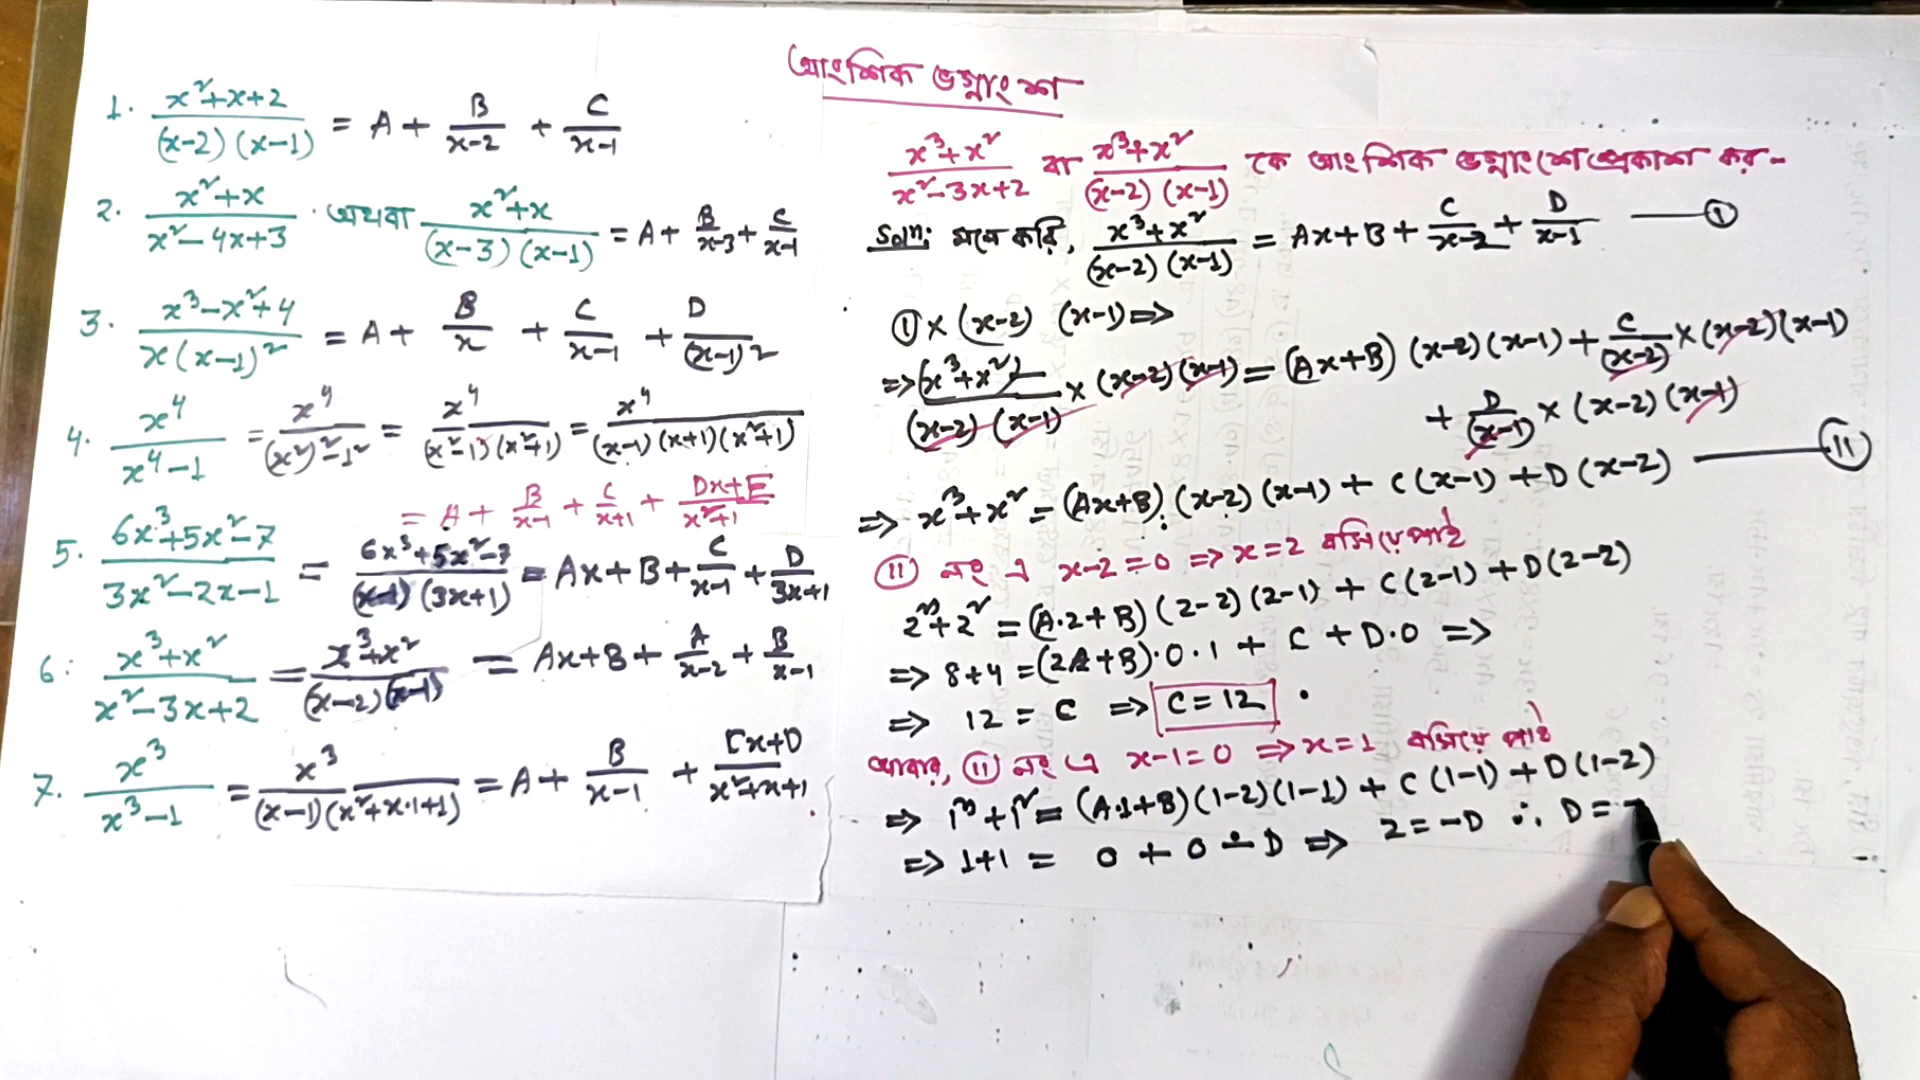 আংশিক ভগ্নাংশ
1. (x²+x+2)/((x-2)(x-1)) = A + B/(x-2) + C/(x-1)
2. (x²+x)/(x²-4x+3) . অথবা (x²+x)/((x-3)(x-1)) = A + B/(x-3) + C/(x-1)
3. (x³-x²+4)/(x(x-1)²) = A + B/x + C/(x-1) + D/(x-1)²
4. x⁴/(x⁴-1) = x⁴/((x²)²-1²) = x⁴/((x²-1)(x²+1)) = x⁴/((x-1)(x+1)(x²+1))
= A + B/(x-1) + C/(x+1) + (Dx+E)/(x²+1)
5. (6x³+5x²-7)/(3x²-2x-1) = (6x³+5x²-7)/((x-1)(3x+1)) = Ax+B + C/(x-1) + D/(3x+1)
6. (x³+x²)/(x²-3x+2) = (x³+x²)/((x-2)(x-1)) = Ax+B + A/(x-2) + B/(x-1)
7. x³/(x³-1) = x³/((x-1)(x²+x·1+1)) = A + B/(x-1) + (Cx+D)/(x²+x+1)
(x³+x²)/(x²-3x+2) বা (x³+x²)/((x-2)(x-1)) কে আংশিক ভগ্নাংশে প্রকাশ কর-
Soln: মনে করি, (x³+x²)/((x-2)(x-1)) = Ax+B + C/(x-2) + D/(x-1) —— (i)
(i) × (x-2)(x-1) ⇒
⇒ (x³+x²)/((x-2)(x-1)) × (x-2)(x-1) = (Ax+B)(x-2)(x-1) + C/(x-2) × (x-2)(x-1)
+ D/(x-1) × (x-2)(x-1)
⇒ x³+x² = (Ax+B)(x-2)(x-1) + C(x-1) + D(x-2) —— (ii)
(ii) নং এ x-2=0 ⇒ x=2 বসিয়ে পাই
2³+2² = (A·2+B)(2-2)(2-1) + C(2-1) + D(2-2)
⇒ 8+4 = (2A+B)·0·1 + C + D·0 ⇒
⇒ 12 = C ⇒ C = 12 .
আবার, (ii) নং এ x-1=0 ⇒ x=1 বসিয়ে পাই
⇒ 1³+1² = (A·1+B)(1-2)(1-1) + C(1-1) + D(1-2)
⇒ 1+1 = 0 + 0 - D ⇒ 2 = -D ∴ D = -